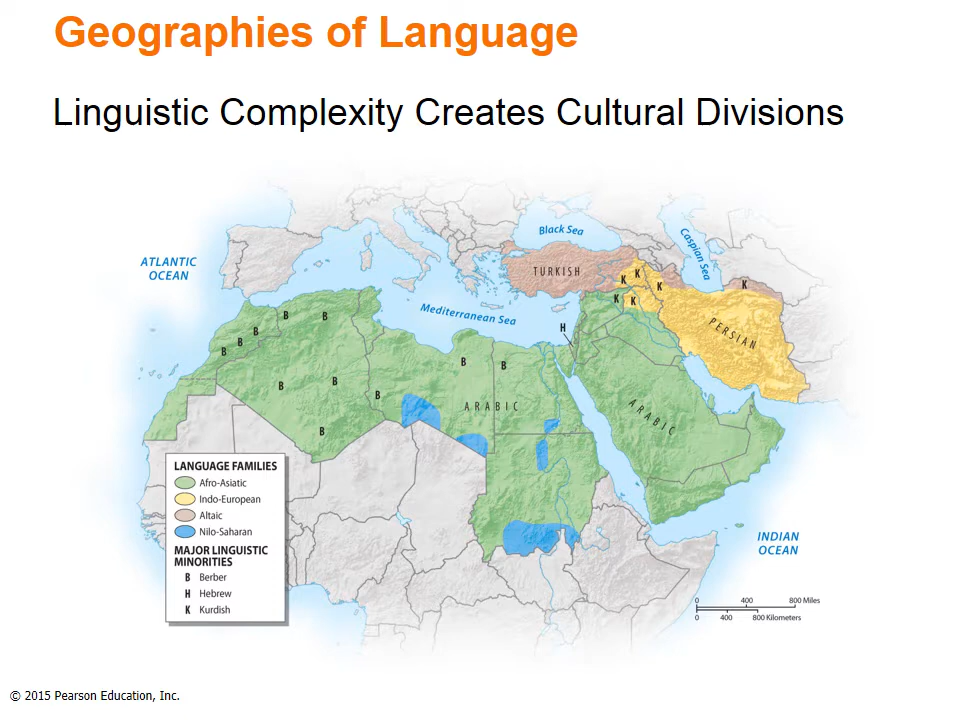 Geographies of Language
Linguistic Complexity Creates Cultural Divisions
ATLANTIC
OCEAN
Black Sea
Caspian Sea
TURKISH
K
K
K
K
K
K
Mediterranean Sea
H
PERSIAN
B
B
B
B
B
B
B
B
B
B
B
ARABIC
ARABIC
LANGUAGE FAMILIES
Afro-Asiatic
Indo-European
Altaic
Nilo-Saharan
MAJOR LINGUISTIC
MINORITIES
B Berber
H Hebrew
K Kurdish
INDIAN
OCEAN
0 400 800 Miles
0 400 800 Kilometers
© 2015 Pearson Education, Inc.